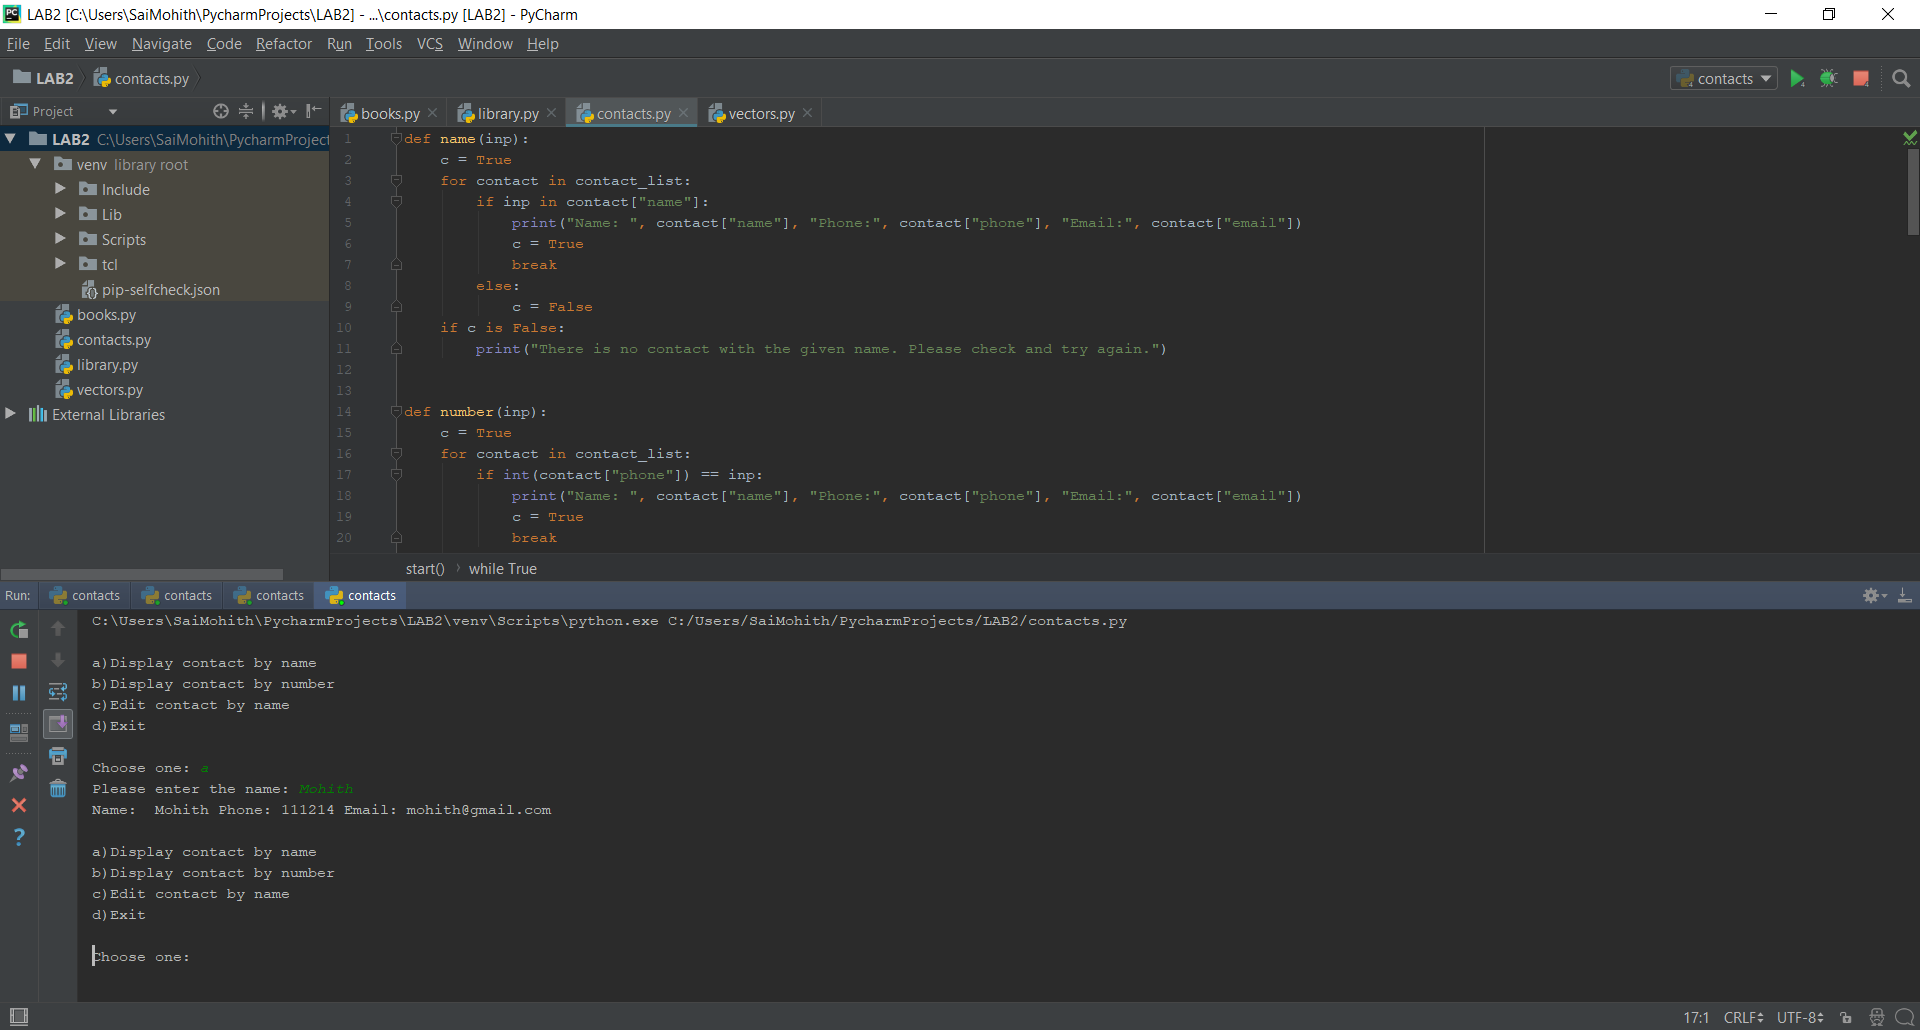 LAB2 [C:\Users\SaiMohith\PycharmProjects\LAB2] - ...\contacts.py [LAB2] - PyCharm
File Edit View Navigate Code Refactor Run Tools VCS Window Help
LAB2 contacts.py contacts
Project
books.py library.py contacts.py vectors.py
LAB2 C:\Users\SaiMohith\PycharmProject
venv library root
Include
Lib
Scripts
tcl
pip-selfcheck.json
books.py
contacts.py
library.py
vectors.py
External Libraries
1 def name(inp):
2 c = True
3 for contact in contact_list:
4 if inp in contact["name"]:
5 print("Name: ", contact["name"], "Phone:", contact["phone"], "Email:", contact["email"])
6 c = True
7 break
8 else:
9 c = False
10 if c is False:
11 print("There is no contact with the given name. Please check and try again.")
12
13
14 def number(inp):
15 c = True
16 for contact in contact_list:
17 if int(contact["phone"]) == inp:
18 print("Name: ", contact["name"], "Phone:", contact["phone"], "Email:", contact["email"])
19 c = True
20 break
start() while True
Run: contacts contacts contacts contacts
C:\Users\SaiMohith\PycharmProjects\LAB2\venv\Scripts\python.exe C:/Users/SaiMohith/PycharmProjects/LAB2/contacts.py
a)Display contact by name
b)Display contact by number
c)Edit contact by name
d)Exit
Choose one: a
Please enter the name: Mohith
Name:  Mohith Phone: 111214 Email: mohith@gmail.com
a)Display contact by name
b)Display contact by number
c)Edit contact by name
d)Exit
Choose one:
17:1 CRLF UTF-8